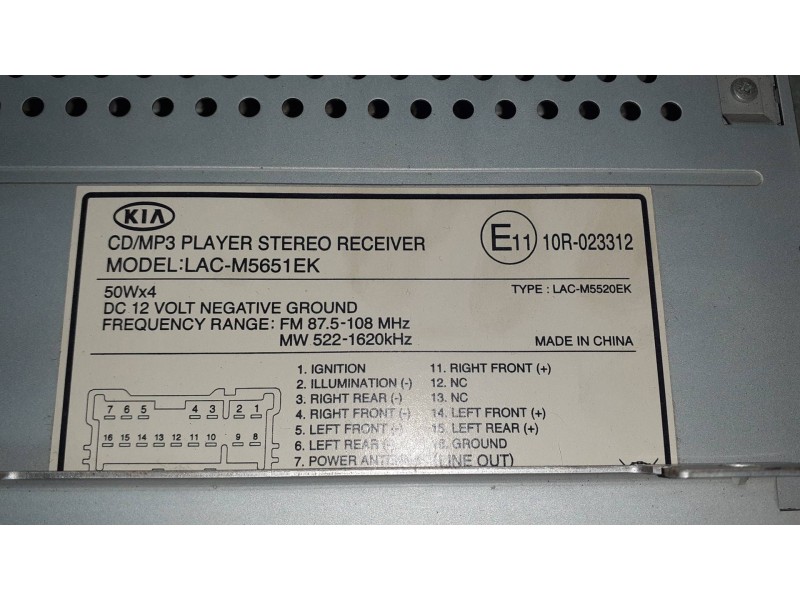 KIA
CD/MP3 PLAYER STEREO RECEIVER
MODEL:LAC-M5651EK
E11 10R-023312
50Wx4
TYPE : LAC-M5520EK
DC 12 VOLT NEGATIVE GROUND
FREQUENCY RANGE: FM 87.5-108 MHz
MW 522-1620kHz
MADE IN CHINA
1. IGNITION
2. ILLUMINATION (-)
3. RIGHT REAR (-)
4. RIGHT FRONT (-)
5. LEFT FRONT (-)
6. LEFT REAR (-)
7. POWER
11. RIGHT FRONT (+)
12. NC
13. NC
14. LEFT FRONT (+)
15. LEFT REAR (+)
16. GROUND
(LINE OUT)
7 6 5 4 3 2 1
16 15 14 13 12 11 10 9 8